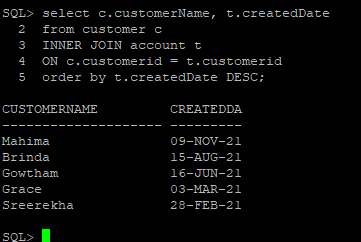 SQL> select c.customerName, t.createdDate
2 from customer c
3 INNER JOIN account t
4 ON c.customerid = t.customerid
5 order by t.createdDate DESC;
CUSTOMERNAME CREATEDDA
-------------------- ---------
Mahima 09-NOV-21
Brinda 15-AUG-21
Gowtham 16-JUN-21
Grace 03-MAR-21
Sreerekha 28-FEB-21
SQL>